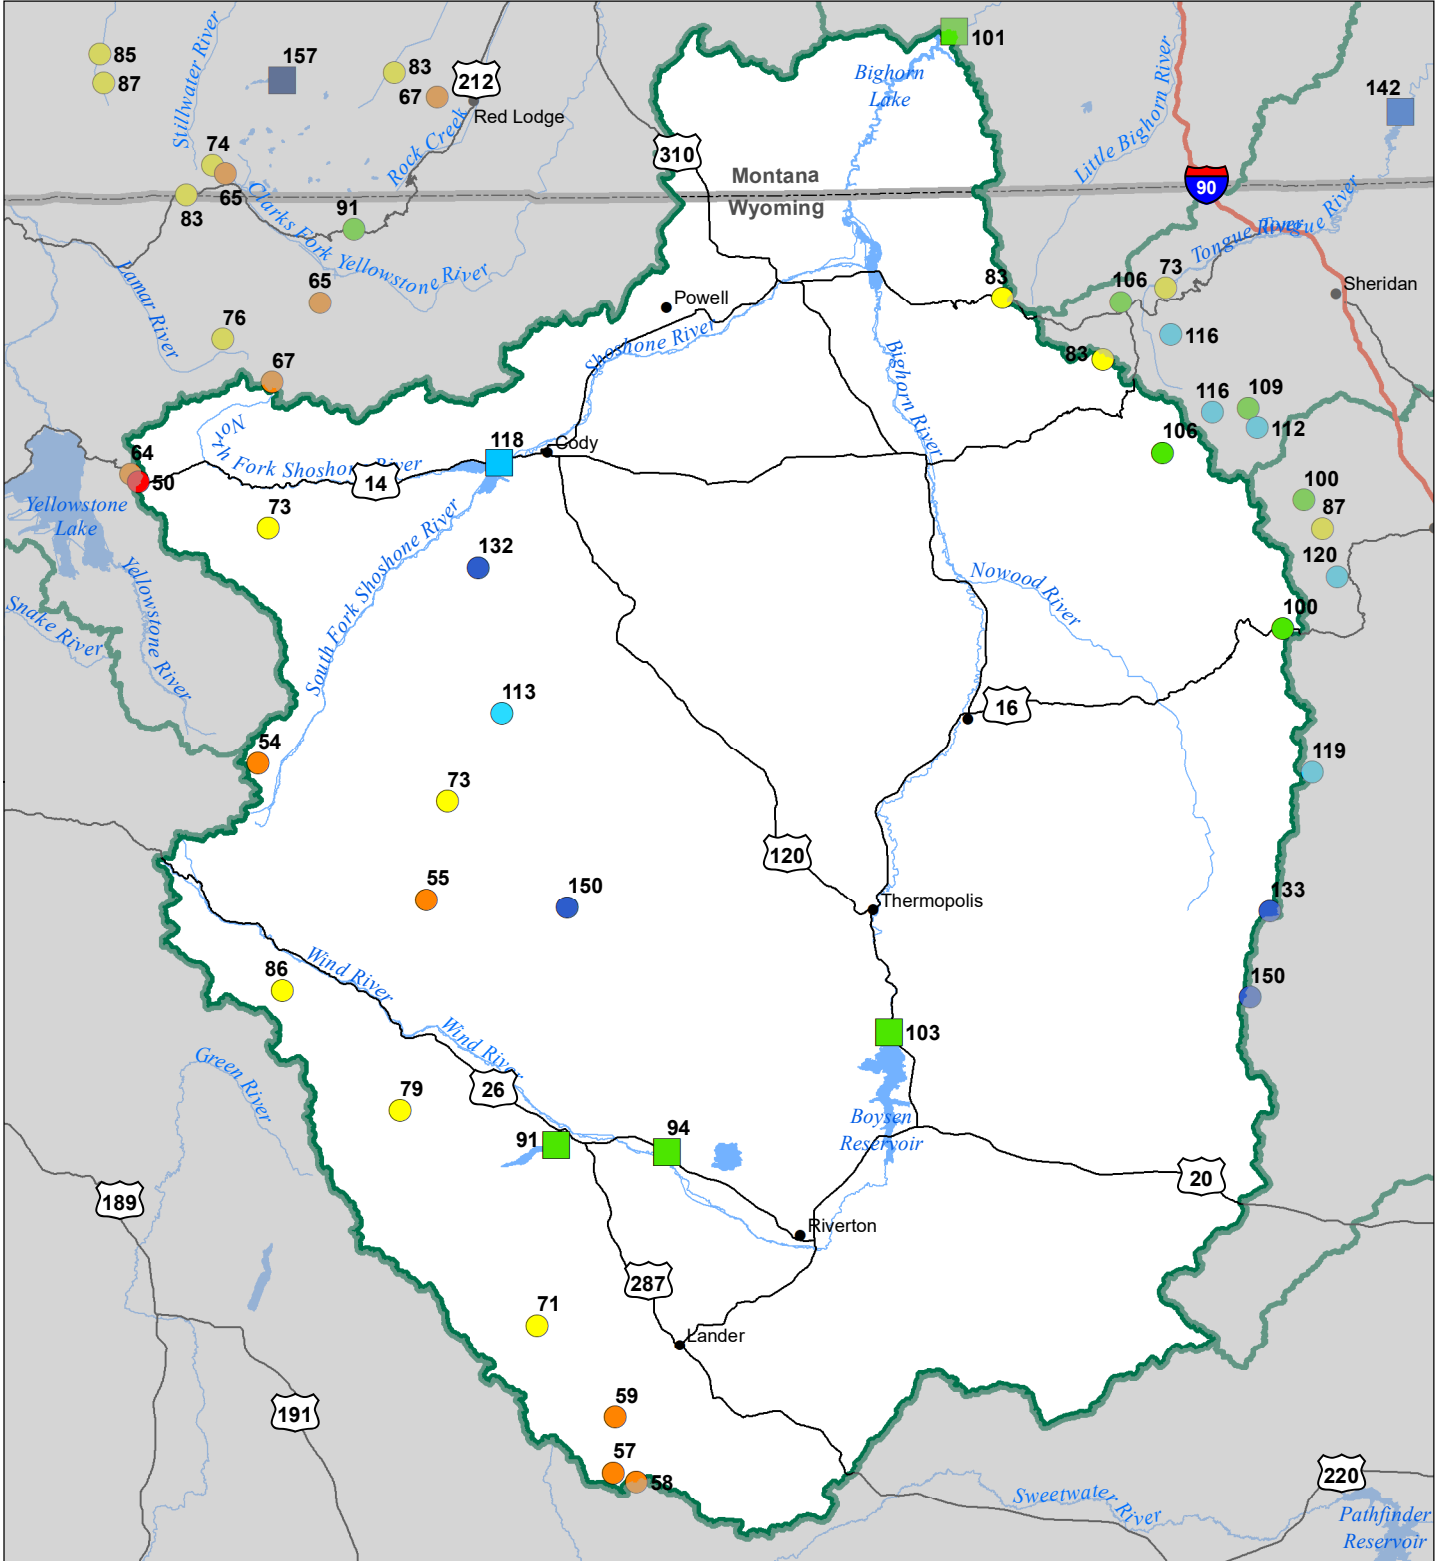 85
87
Stillwater River
157
83
67
212
Red Lodge
Rock Creek
101
Bighorn
Lake
Little Bighorn River
142
74
65
83
Clarks Fork Yellowstone River
91
310
Montana
Wyoming
90
Tongue River
Tongue River
Lamar River
65
76
67
Powell
Shoshone River
83
106
73
Sheridan
116
83
Bighorn River
116
109
112
106
North Fork Shoshone River
118
Cody
14
64
50
Yellowstone
Lake
73
100
87
120
Yellowstone River
Snake River
South Fork Shoshone River
132
Nowood River
100
113
16
54
119
73
120
55
150
Thermopolis
133
86
Wind River
150
103
Wind River
Green River
79
26
91
94
Boysen
Reservoir
189
20
Riverton
287
71
Lander
191
59
57
58
220
Sweetwater River
Pathfinder
Reservoir